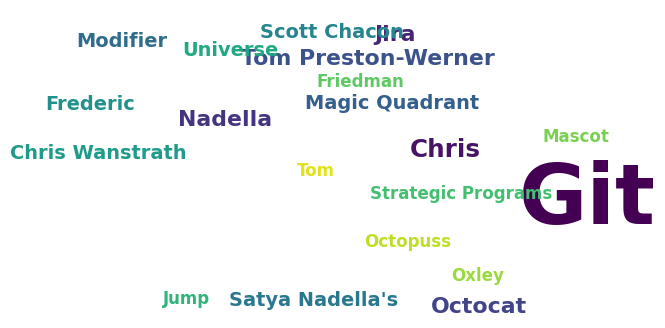 Scott Chacon
Jira
Modifier
Universe
Tom Preston-Werner
Friedman
Frederic
Magic Quadrant
Nadella
Mascot
Chris
Chris Wanstrath
Tom
Strategic Programs
Git
Octopuss
Oxley
Jump
Satya Nadella's
Octocat